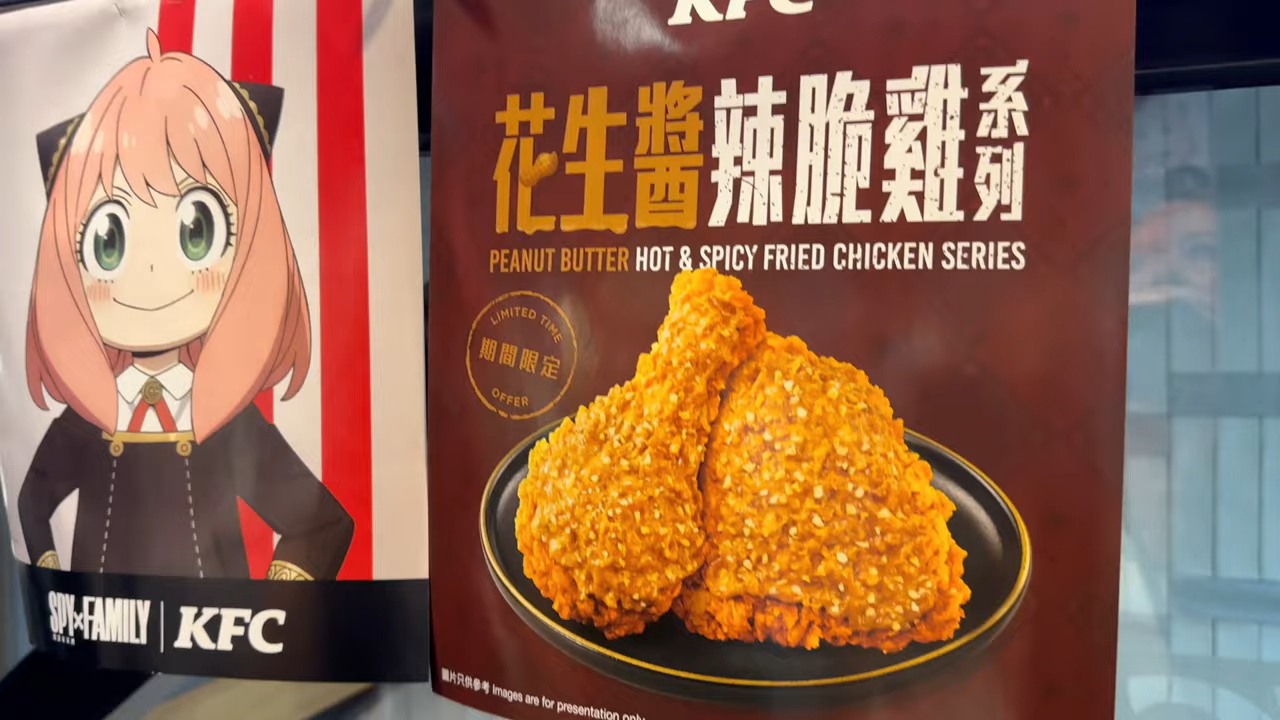 SPY×FAMILY | KFC
KFC
花生醬辣脆雞系列
PEANUT BUTTER HOT & SPICY FRIED CHICKEN SERIES
LIMITED TIME
期間限定
OFFER
圖片只供參考 Images are for presentation only